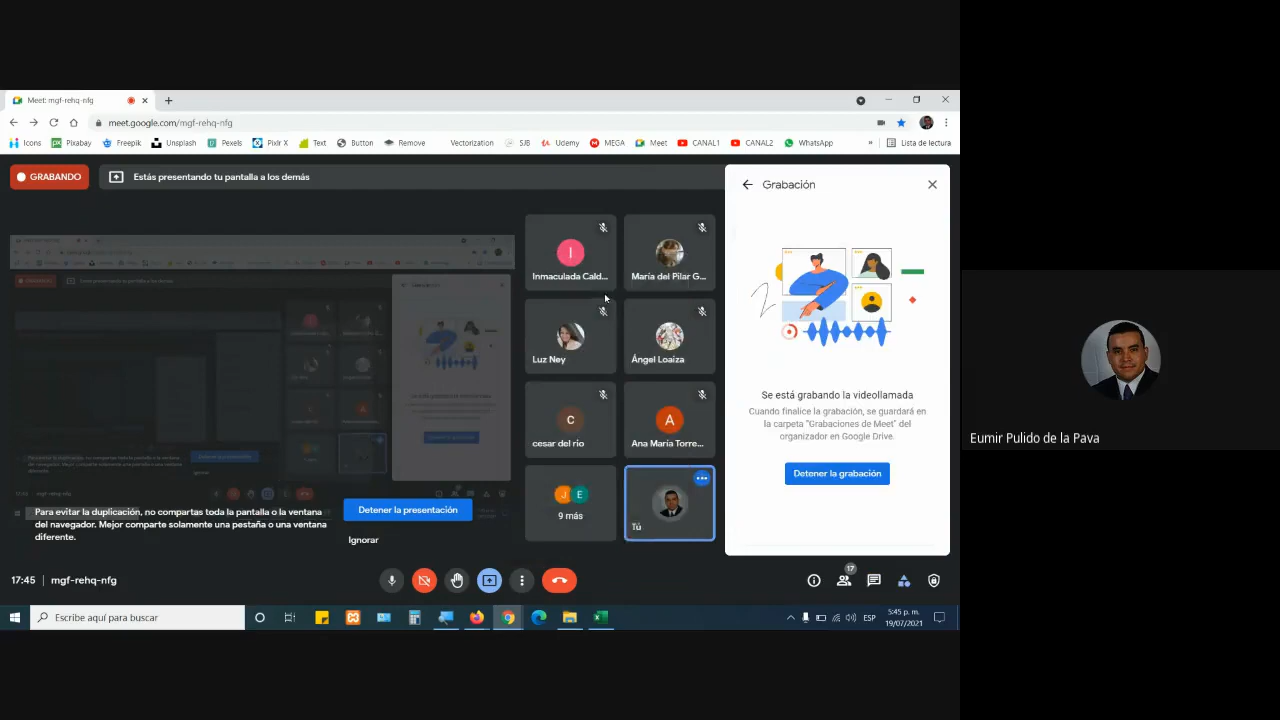 Meet: mgf-rehq-nfg
meet.google.com/mgf-rehq-nfg
Icons Pixabay Freepik Unsplash Pexels Pixlr X Text Button Remove Vectorization S/B Udemy MEGA Meet CANAL1 CANAL2 WhatsApp » Lista de lectura
GRABANDO
Estás presentando tu pantalla a los demás
Inmaculada Cald...
María del Pilar G...
Luz Ney
Ángel Loaiza
c
cesar del rio
A
Ana María Torre...
J E
9 más
Tú
I
Para evitar la duplicación, no compartas toda la pantalla o la ventana
del navegador. Mejor comparte solamente una pestaña o una ventana
diferente.
Detener la presentación
Ignorar
Grabación
Se está grabando la videollamada
Cuando finalice la grabación, se guardará en
la carpeta "Grabaciones de Meet" del
organizador en Google Drive.
Detener la grabación
17:45 | mgf-rehq-nfg
17
Escribe aquí para buscar
ESP
5:45 p. m.
19/07/2021
Eumir Pulido de la Pava